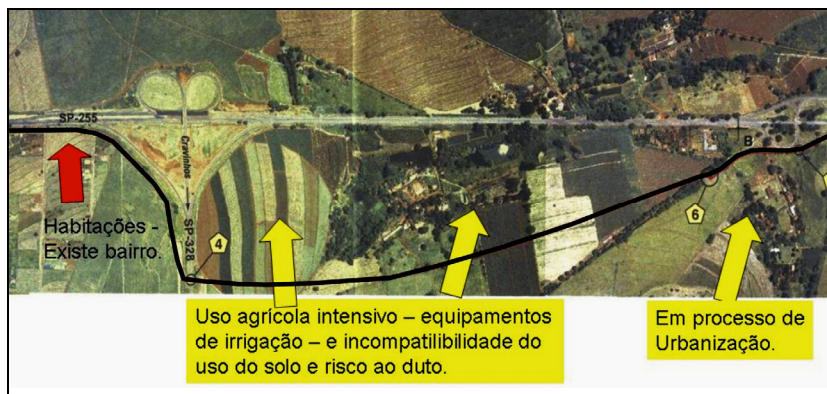 SP-255
Cravinhos
SP-328
B
Habitações -
Existe bairro.
4
6
Uso agrícola intensivo – equipamentos
de irrigação – e incompatilibilidade do
uso do solo e risco ao duto.
Em processo de
Urbanização.